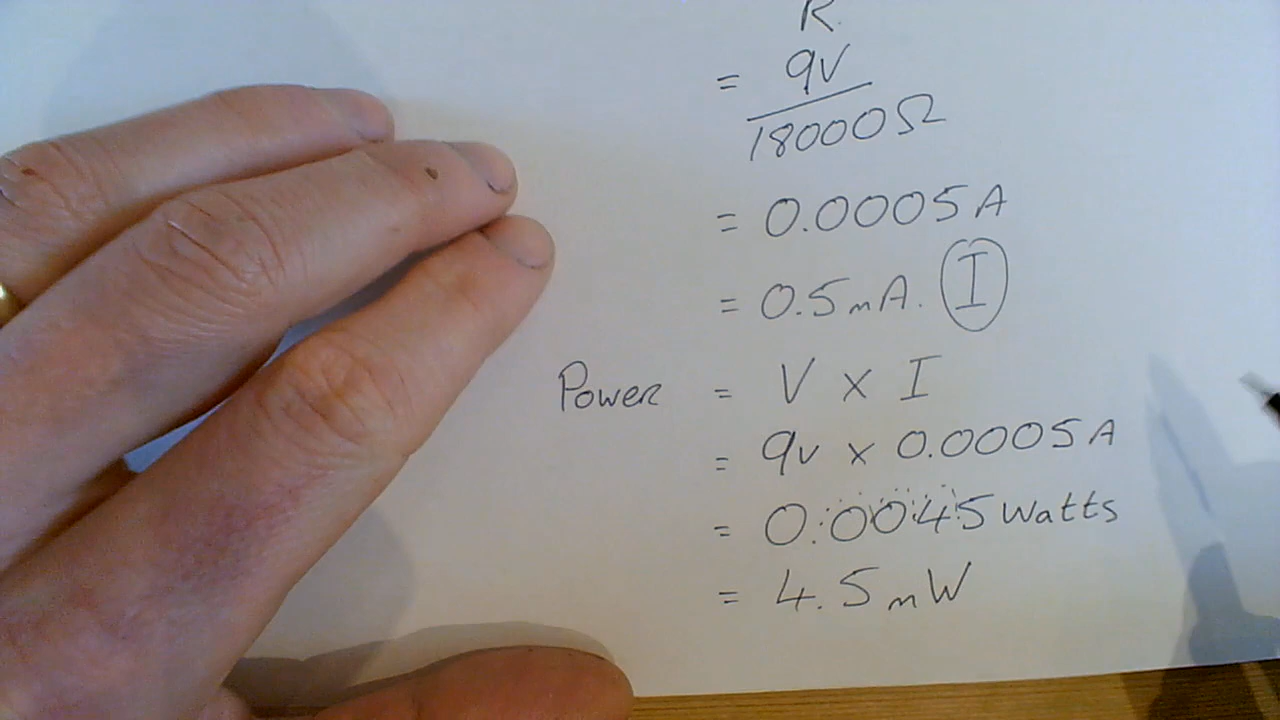 R.
= 9V
18000Ω
= 0.0005A
= 0.5mA. I
Power = V x I
= 9v x 0.0005A
= 0.0045 Watts
= 4.5mW